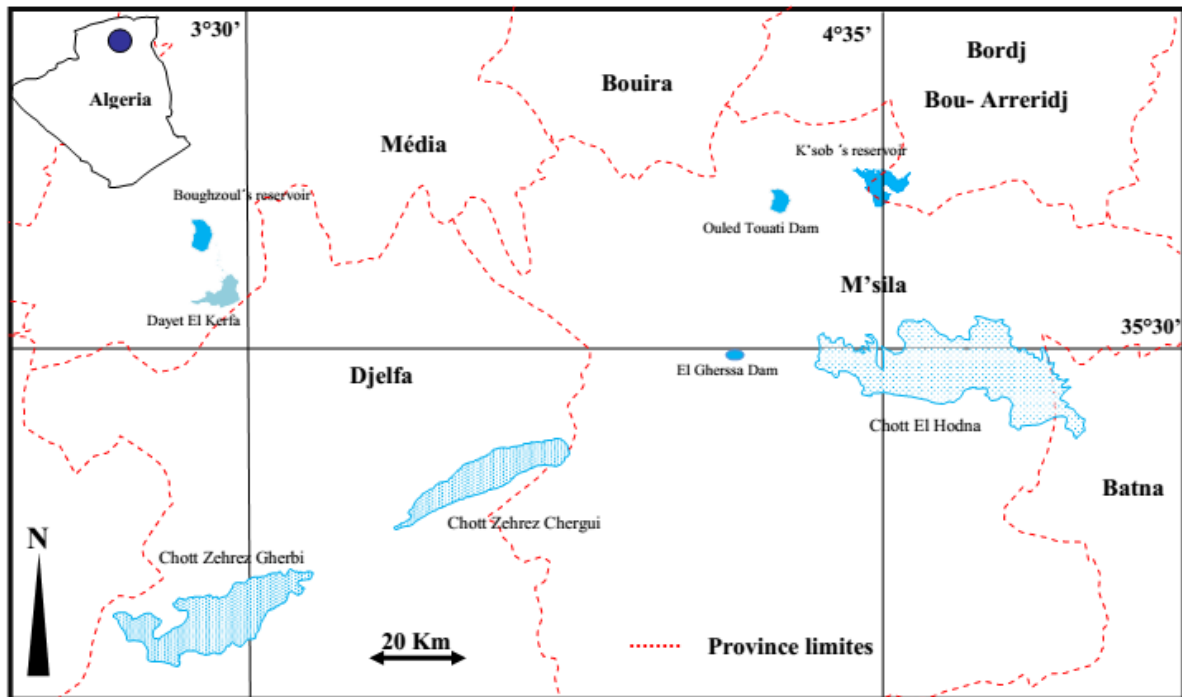 3°30’
4°35’
Bordj
Bou- Arreridj
Bouira
Algeria
Média
K’sob ´s reservoir
Boughzoul´s reservoir
Ouled Touati Dam
M’sila
Dayet El Kerfa
35°30’
El Gherssa Dam
Djelfa
Chott El Hodna
Batna
Chott Zehrez Chergui
N
Chott Zehrez Gherbi
20 Km
Province limites